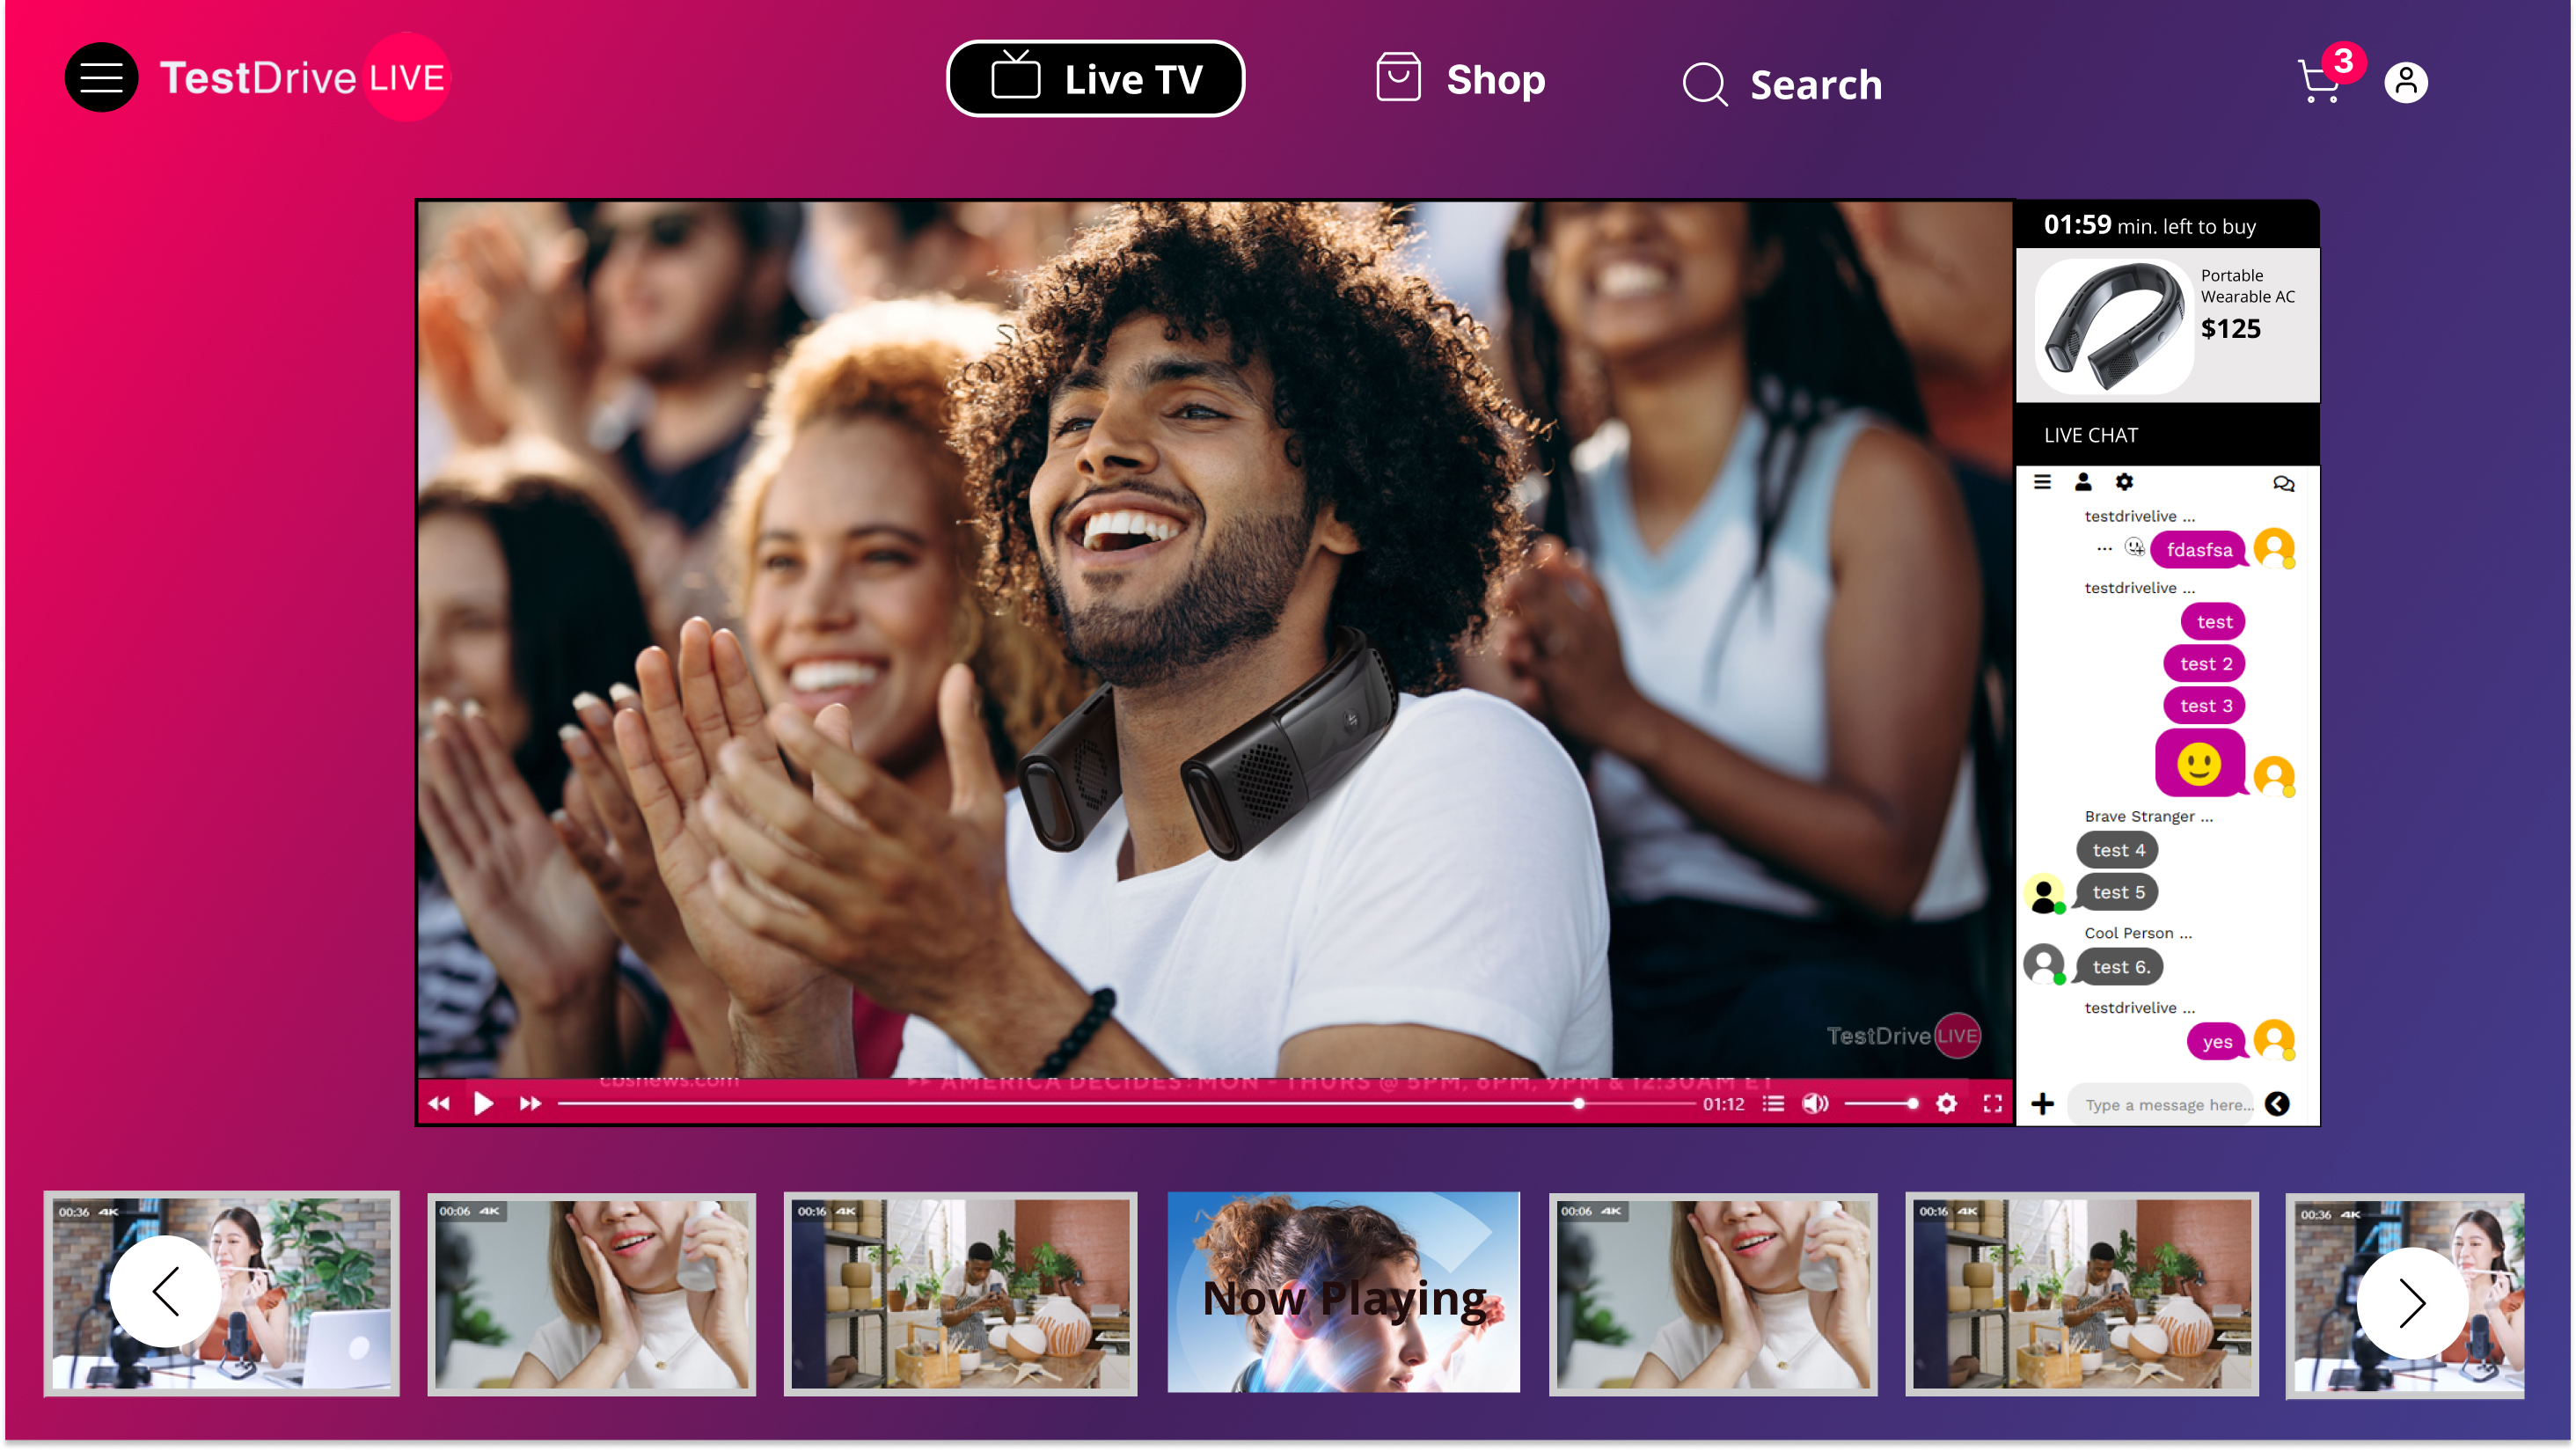 TestDrive LIVE
Live TV
Shop
Search
3
01:59 min. left to buy
Portable
Wearable AC
$125
LIVE CHAT
testdrivelive ...
fdasfsa
testdrivelive ...
test
test 2
test 3
Brave Stranger ...
test 4
test 5
Cool Person ...
test 6.
testdrivelive ...
yes
Type a message here...
TestDrive LIVE
cbsnews.com
AMERICA DECIDES: MON - THURS @ 5PM, 6PM, 9PM & 12:30AM ET
01:12
00:36 4K
00:06 4K
00:16 4K
Now Playing
00:06 4K
00:16 4K
00:36 4K